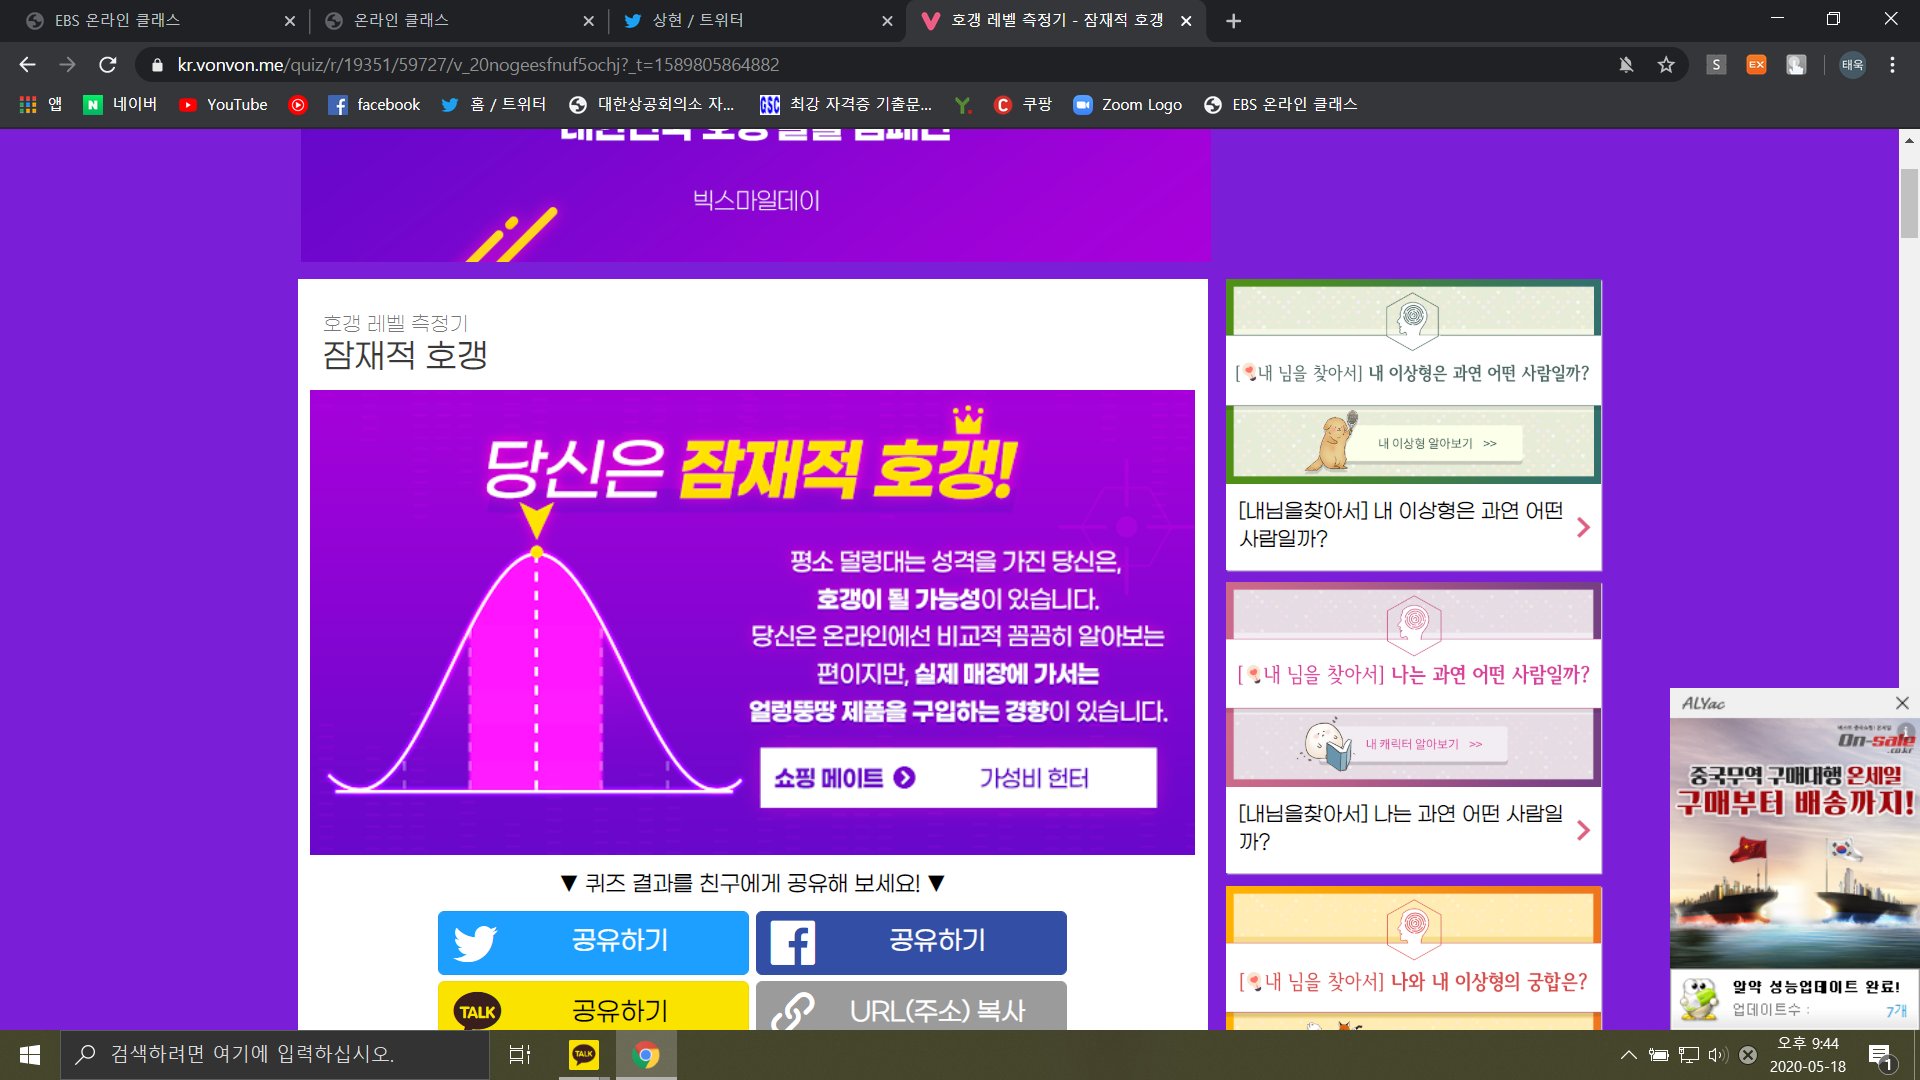 EBS 온라인 클래스
온라인 클래스
상현 / 트위터
호갱 레벨 측정기 - 잠재적 호갱
kr.vonvon.me/quiz/r/19351/59727/v_20nogeesfnuf5ochj?_t=1589805864882
S
EX
태욱
앱
네이버
YouTube
facebook
홈 / 트위터
대한상공회의소 자...
GSC
최강 자격증 기출문...
쿠팡
Zoom Logo
EBS 온라인 클래스
대한민국 호갱 탈출 캠페인
빅스마일데이
호갱 레벨 측정기
잠재적 호갱
당신은 잠재적 호갱!
평소 덜렁대는 성격을 가진 당신은,
호갱이 될 가능성이 있습니다.
당신은 온라인에선 비교적 꼼꼼히 알아보는
편이지만, 실제 매장에 가서는
얼렁뚱땅 제품을 구입하는 경향이 있습니다.
쇼핑 메이트 가성비 헌터
▼ 퀴즈 결과를 친구에게 공유해 보세요! ▼
공유하기
공유하기
TALK 공유하기
URL(주소) 복사
[내 님을 찾아서] 내 이상형은 과연 어떤 사람일까?
내 이상형 알아보기 >>
[내님을찾아서] 내 이상형은 과연 어떤
사람일까?
[내 님을 찾아서] 나는 과연 어떤 사람일까?
내 캐릭터 알아보기 >>
[내님을찾아서] 나는 과연 어떤 사람일
까?
[내 님을 찾아서] 나와 내 이상형의 궁합은?
ALYac
On-sale
.co.kr
중국무역 구매대행 온세일
구매부터 배송까지!
알약 성능업데이트 완료!
업데이트수 : 7개
검색하려면 여기에 입력하십시오.
TALK
오후 9:44
2020-05-18
1